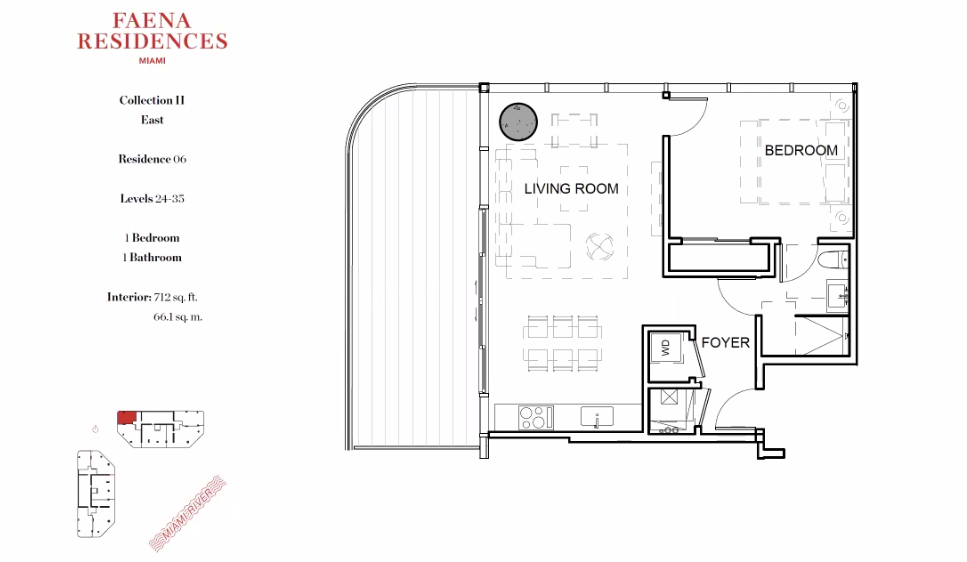 FAENA
RESIDENCES
MIAMI
Collection II
East
Residence 06
Levels 24-35
1 Bedroom
1 Bathroom
Interior: 712 sq. ft.
66.1 sq. m.
BEDROOM
LIVING ROOM
FOYER
WD
MIAMI RIVER